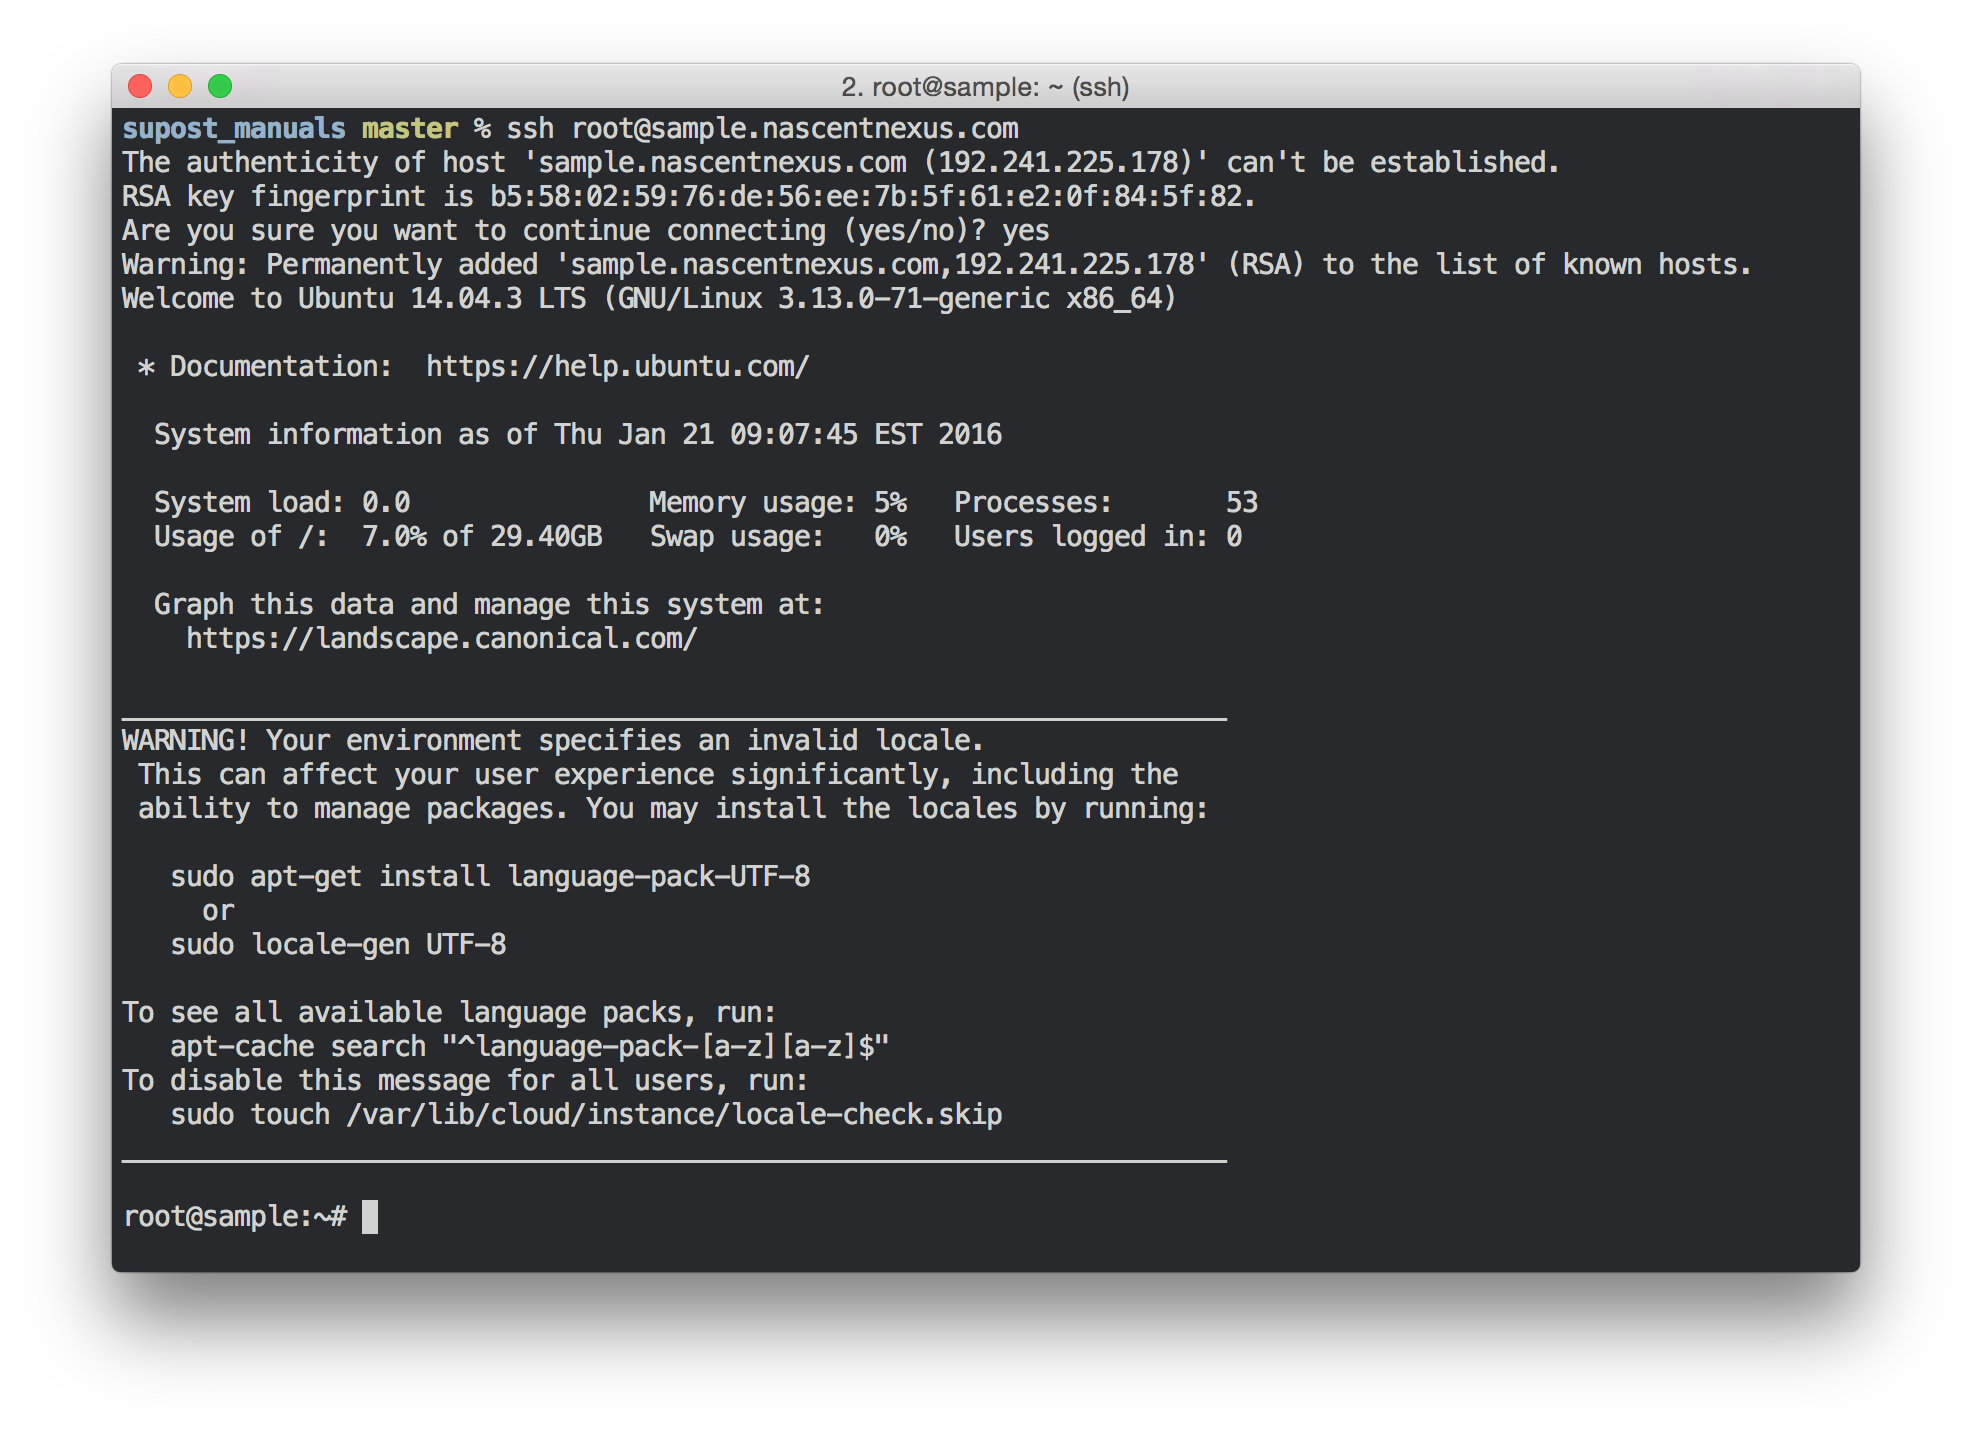 2. root@sample: ~ (ssh)
supost_manuals master % ssh root@sample.nascentnexus.com
The authenticity of host 'sample.nascentnexus.com (192.241.225.178)' can't be established.
RSA key fingerprint is b5:58:02:59:76:de:56:ee:7b:5f:61:e2:0f:84:5f:82.
Are you sure you want to continue connecting (yes/no)? yes
Warning: Permanently added 'sample.nascentnexus.com,192.241.225.178' (RSA) to the list of known hosts.
Welcome to Ubuntu 14.04.3 LTS (GNU/Linux 3.13.0-71-generic x86_64)

 * Documentation:  https://help.ubuntu.com/

  System information as of Thu Jan 21 09:07:45 EST 2016

  System load: 0.0               Memory usage: 5%   Processes:       53
  Usage of /:  7.0% of 29.40GB   Swap usage:   0%   Users logged in: 0

  Graph this data and manage this system at:
    https://landscape.canonical.com/

_____________________________________________________________________
WARNING! Your environment specifies an invalid locale.
 This can affect your user experience significantly, including the
 ability to manage packages. You may install the locales by running:

   sudo apt-get install language-pack-UTF-8
     or
   sudo locale-gen UTF-8

To see all available language packs, run:
   apt-cache search "^language-pack-[a-z][a-z]$"
To disable this message for all users, run:
   sudo touch /var/lib/cloud/instance/locale-check.skip
_____________________________________________________________________

root@sample:~#